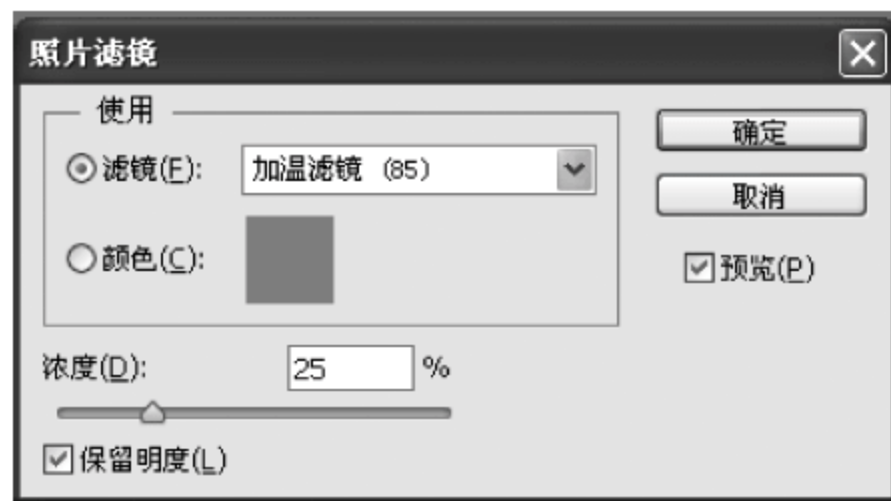 照片滤镜
使用
滤镜(F): 加温滤镜 (85)
颜色(C):
确定
取消
预览(P)
浓度(D): 25 %
保留明度(L)